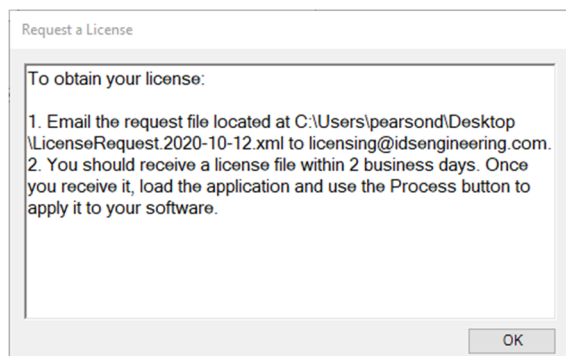 Request a License
To obtain your license:
1. Email the request file located at C:\Users\pearsond\Desktop
\LicenseRequest.2020-10-12.xml to licensing@idsengineering.com.
2. You should receive a license file within 2 business days. Once
you receive it, load the application and use the Process button to
apply it to your software.
OK